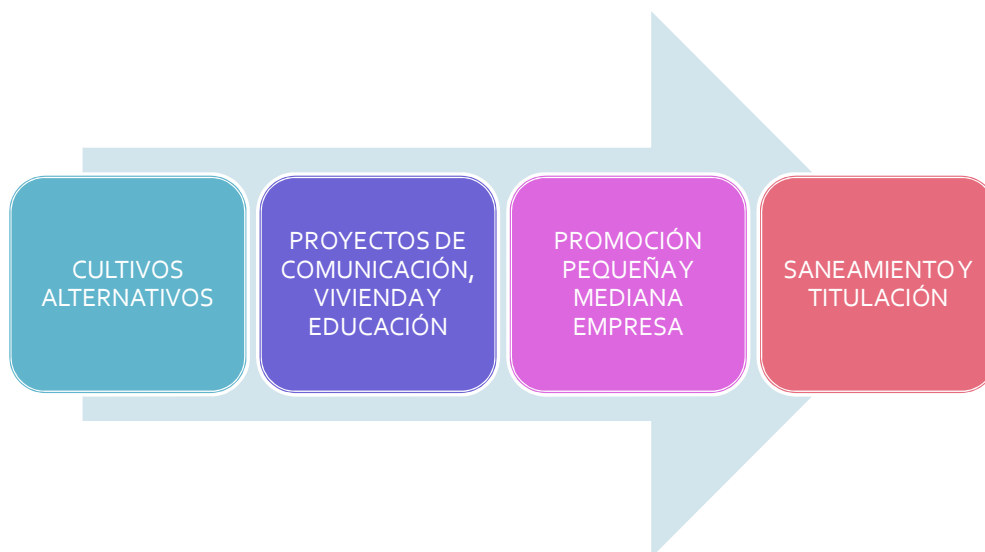 CULTIVOS
ALTERNATIVOS
PROYECTOS DE
COMUNICACIÓN,
VIVIENDA Y
EDUCACIÓN
PROMOCIÓN
PEQUEÑA Y
MEDIANA
EMPRESA
SANEAMIENTO Y
TITULACIÓN